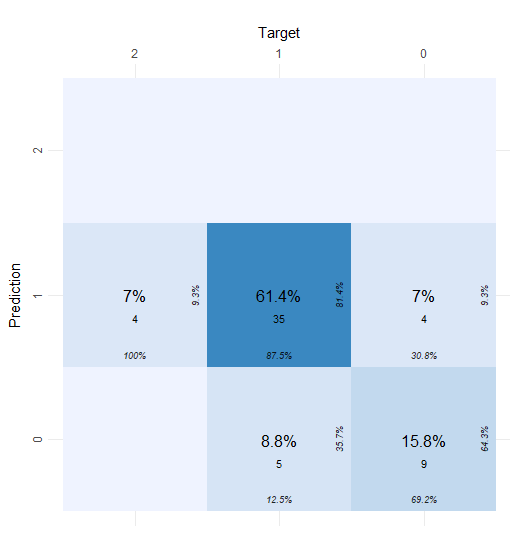 Target
2 1 0
2
Prediction
1
7% 61.4% 7%
9.3% 81.4% 9.3%
4 35 4
100% 87.5% 30.8%
0
8.8% 15.8%
35.7% 64.3%
5 9
12.5% 69.2%